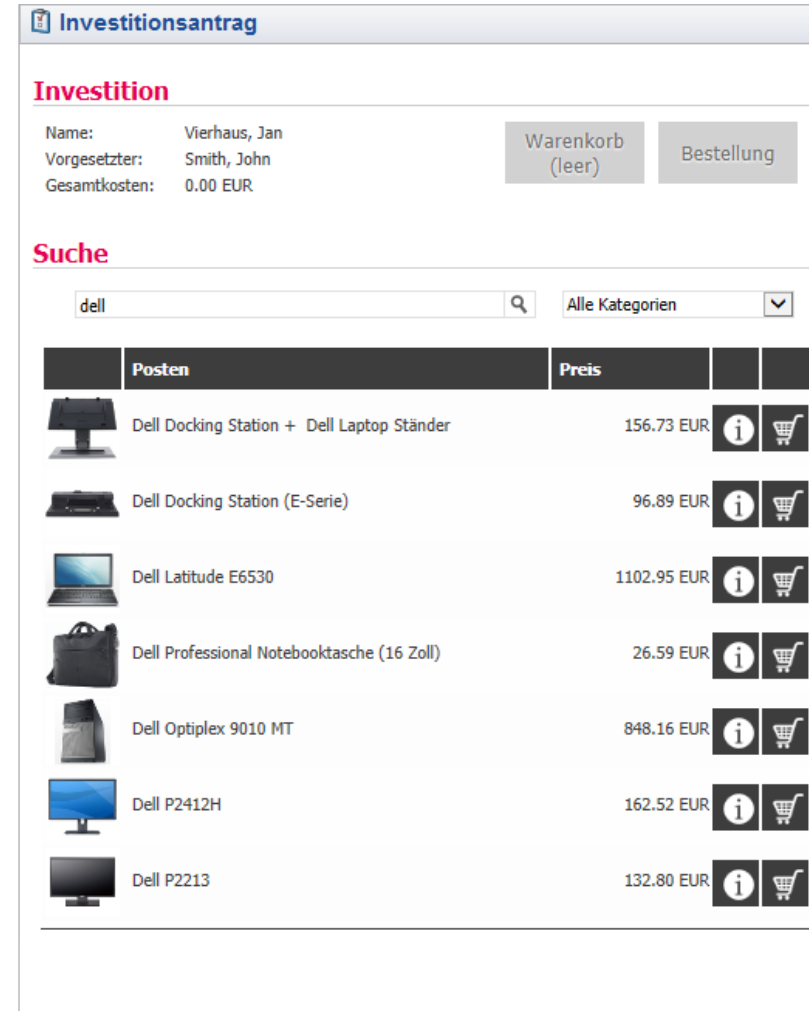 Investitionsantrag
Investition
Name: Vierhaus, Jan
Vorgesetzter: Smith, John
Gesamtkosten: 0.00 EUR
Warenkorb
(leer)
Bestellung
Suche
dell
Alle Kategorien
Posten Preis
Dell Docking Station + Dell Laptop Ständer 156.73 EUR
Dell Docking Station (E-Serie) 96.89 EUR
Dell Latitude E6530 1102.95 EUR
Dell Professional Notebooktasche (16 Zoll) 26.59 EUR
Dell Optiplex 9010 MT 848.16 EUR
Dell P2412H 162.52 EUR
Dell P2213 132.80 EUR